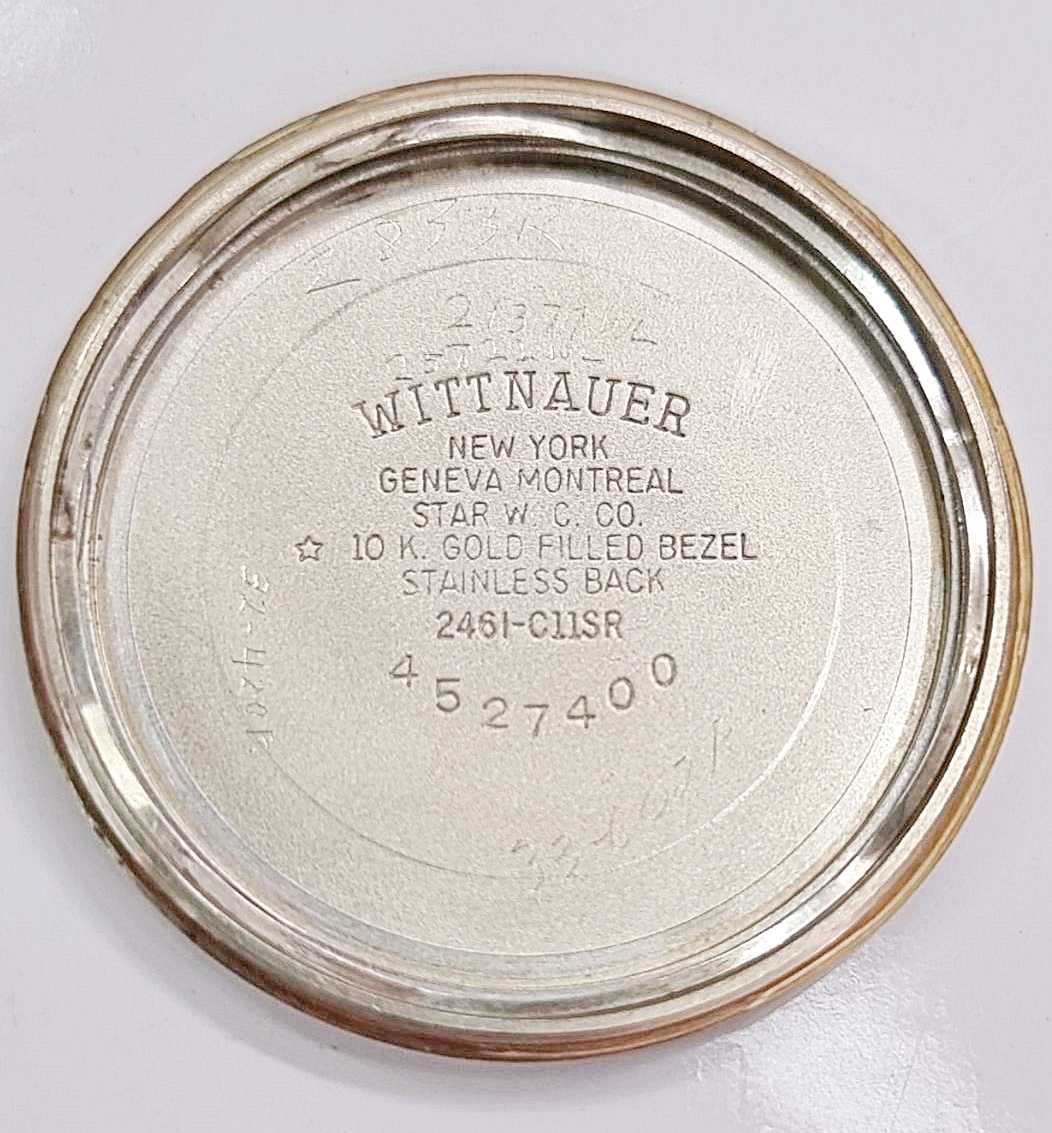 WITTNAUER
NEW YORK
GENEVA MONTREAL
STAR W. C. CO.
☆ 10 K. GOLD FILLED BEZEL
STAINLESS BACK
2461-C11SR
4527400